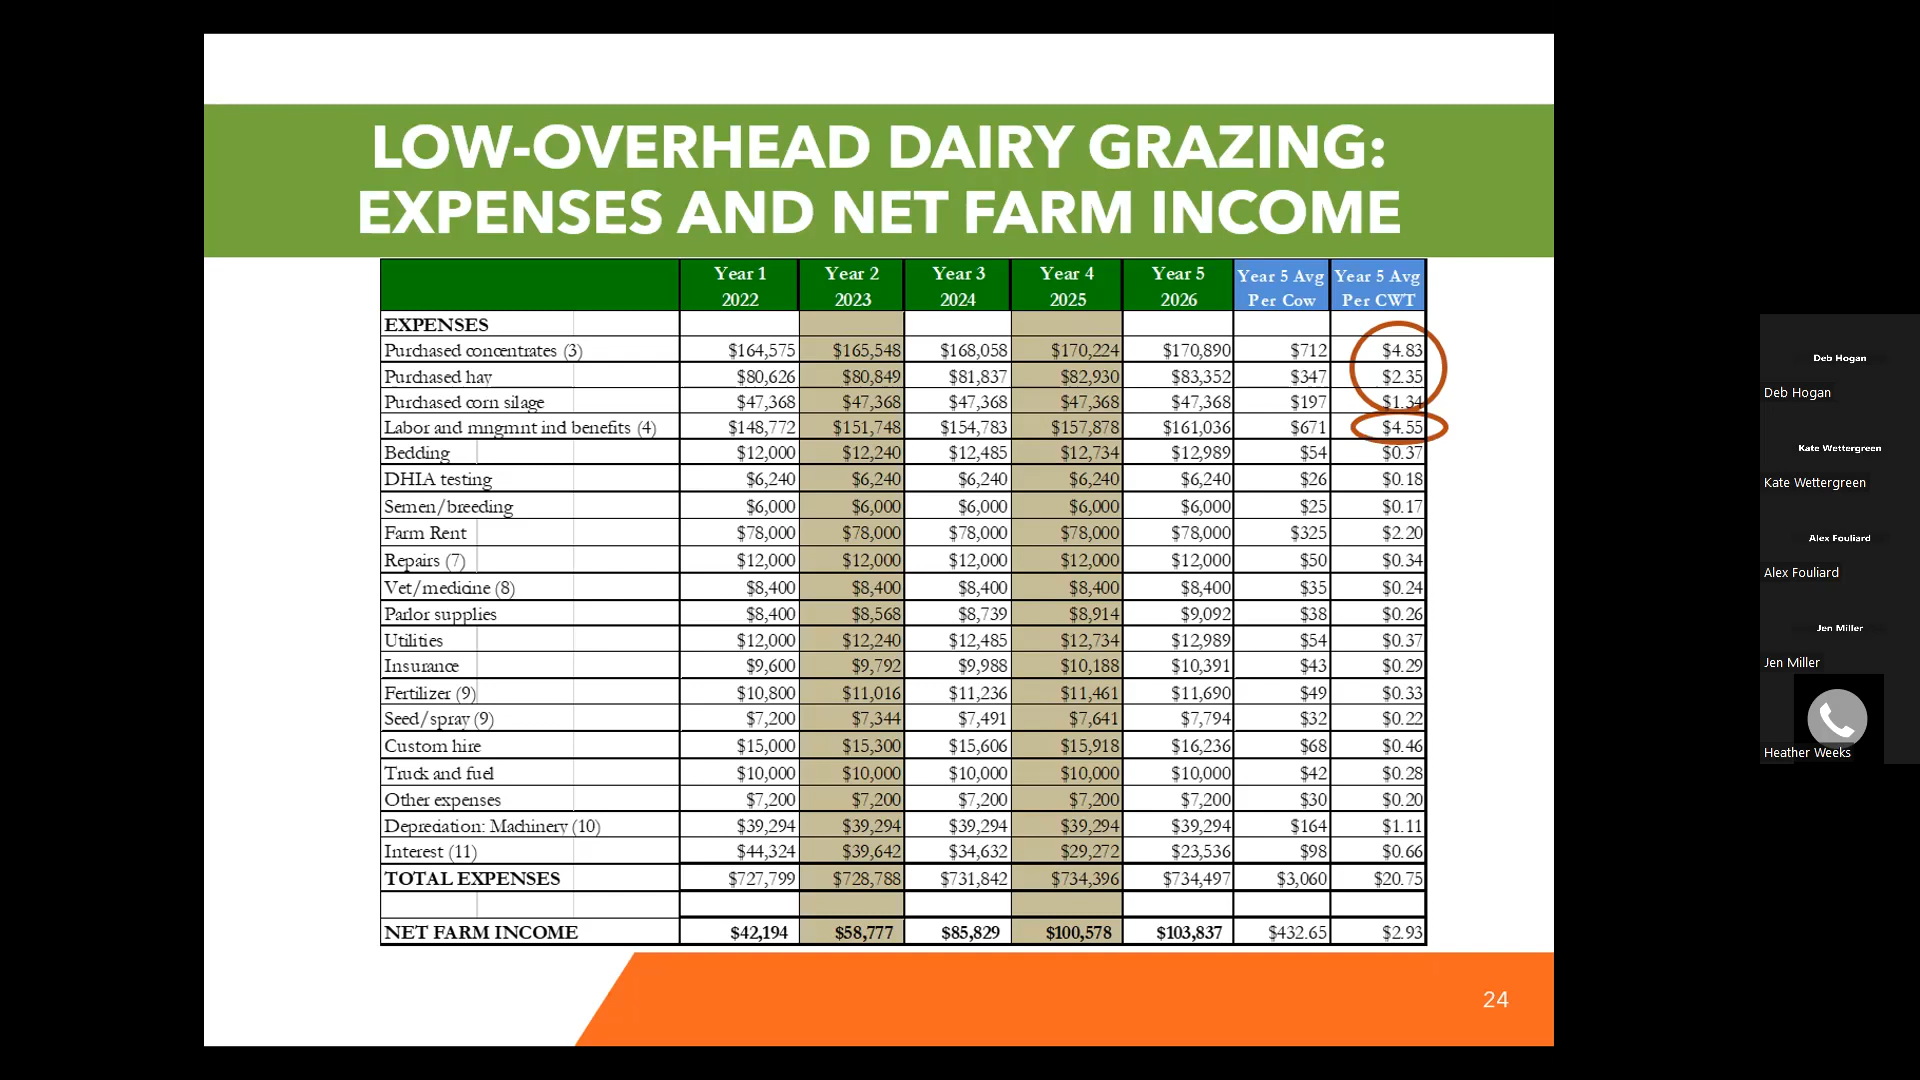 LOW-OVERHEAD DAIRY GRAZING:
EXPENSES AND NET FARM INCOME
Year 1 Year 2 Year 3 Year 4 Year 5 Year 5 Avg Year 5 Avg
2022 2023 2024 2025 2026 Per Cow Per CWT
EXPENSES
Purchased concentrates (3) $164,575 $165,548 $168,058 $170,224 $170,890 $712 $4.83
Purchased hay $80,626 $80,849 $81,837 $82,930 $83,352 $347 $2.35
Purchased corn silage $47,368 $47,368 $47,368 $47,368 $47,368 $197 $1.34
Labor and mngmnt ind benefits (4) $148,772 $151,748 $154,783 $157,878 $161,036 $671 $4.55
Bedding $12,000 $12,240 $12,485 $12,734 $12,989 $54 $0.37
DHIA testing $6,240 $6,240 $6,240 $6,240 $6,240 $26 $0.18
Semen/breeding $6,000 $6,000 $6,000 $6,000 $6,000 $25 $0.17
Farm Rent $78,000 $78,000 $78,000 $78,000 $78,000 $325 $2.20
Repairs (7) $12,000 $12,000 $12,000 $12,000 $12,000 $50 $0.34
Vet/medicine (8) $8,400 $8,400 $8,400 $8,400 $8,400 $35 $0.24
Parlor supplies $8,400 $8,568 $8,739 $8,914 $9,092 $38 $0.26
Utilities $12,000 $12,240 $12,485 $12,734 $12,989 $54 $0.37
Insurance $9,600 $9,792 $9,988 $10,188 $10,391 $43 $0.29
Fertilizer (9) $10,800 $11,016 $11,236 $11,461 $11,690 $49 $0.33
Seed/spray (9) $7,200 $7,344 $7,491 $7,641 $7,794 $32 $0.22
Custom hire $15,000 $15,300 $15,606 $15,918 $16,236 $68 $0.46
Truck and fuel $10,000 $10,000 $10,000 $10,000 $10,000 $42 $0.28
Other expenses $7,200 $7,200 $7,200 $7,200 $7,200 $30 $0.20
Depreciation: Machinery (10) $39,294 $39,294 $39,294 $39,294 $39,294 $164 $1.11
Interest (11) $44,324 $39,642 $34,632 $29,272 $23,536 $98 $0.66
TOTAL EXPENSES $727,799 $728,788 $731,842 $734,396 $734,497 $3,060 $20.75
NET FARM INCOME $42,194 $58,777 $85,829 $100,578 $103,837 $432.65 $2.93
24
Deb Hogan
Deb Hogan
Kate Wettergreen
Kate Wettergreen
Alex Fouliard
Alex Fouliard
Jen Miller
Jen Miller
Heather Weeks